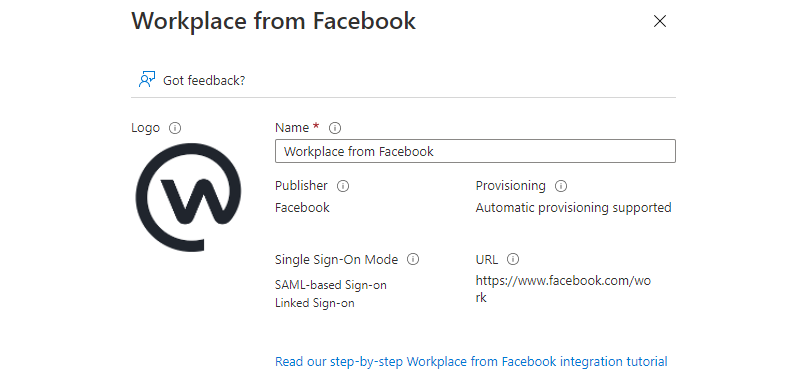 Workplace from Facebook
Got feedback?
Logo
Name *
Workplace from Facebook
Publisher
Provisioning
Facebook
Automatic provisioning supported
Single Sign-On Mode
URL
SAML-based Sign-on
Linked Sign-on
https://www.facebook.com/wo
rk
Read our step-by-step Workplace from Facebook integration tutorial